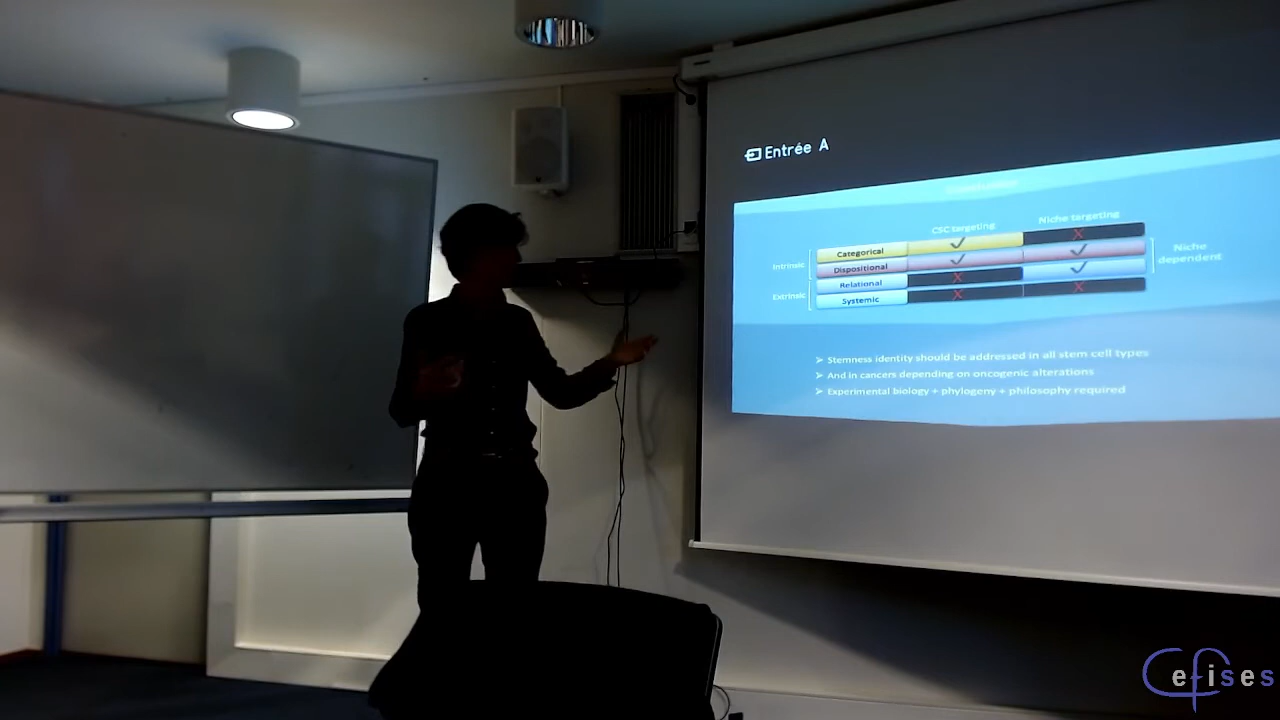 Entrée A
CSC targeting Niche targeting
Intrinsic Categorical ✓ X
Dispositional ✓ ✓ Niche dependent
Extrinsic Relational X ✓
Systemic X X
➤ Stemness identity should be addressed in all stem cell types
➤ And in cancers depending on oncogenic alterations
➤ Experimental biology + phylogeny + philosophy required
Cefises